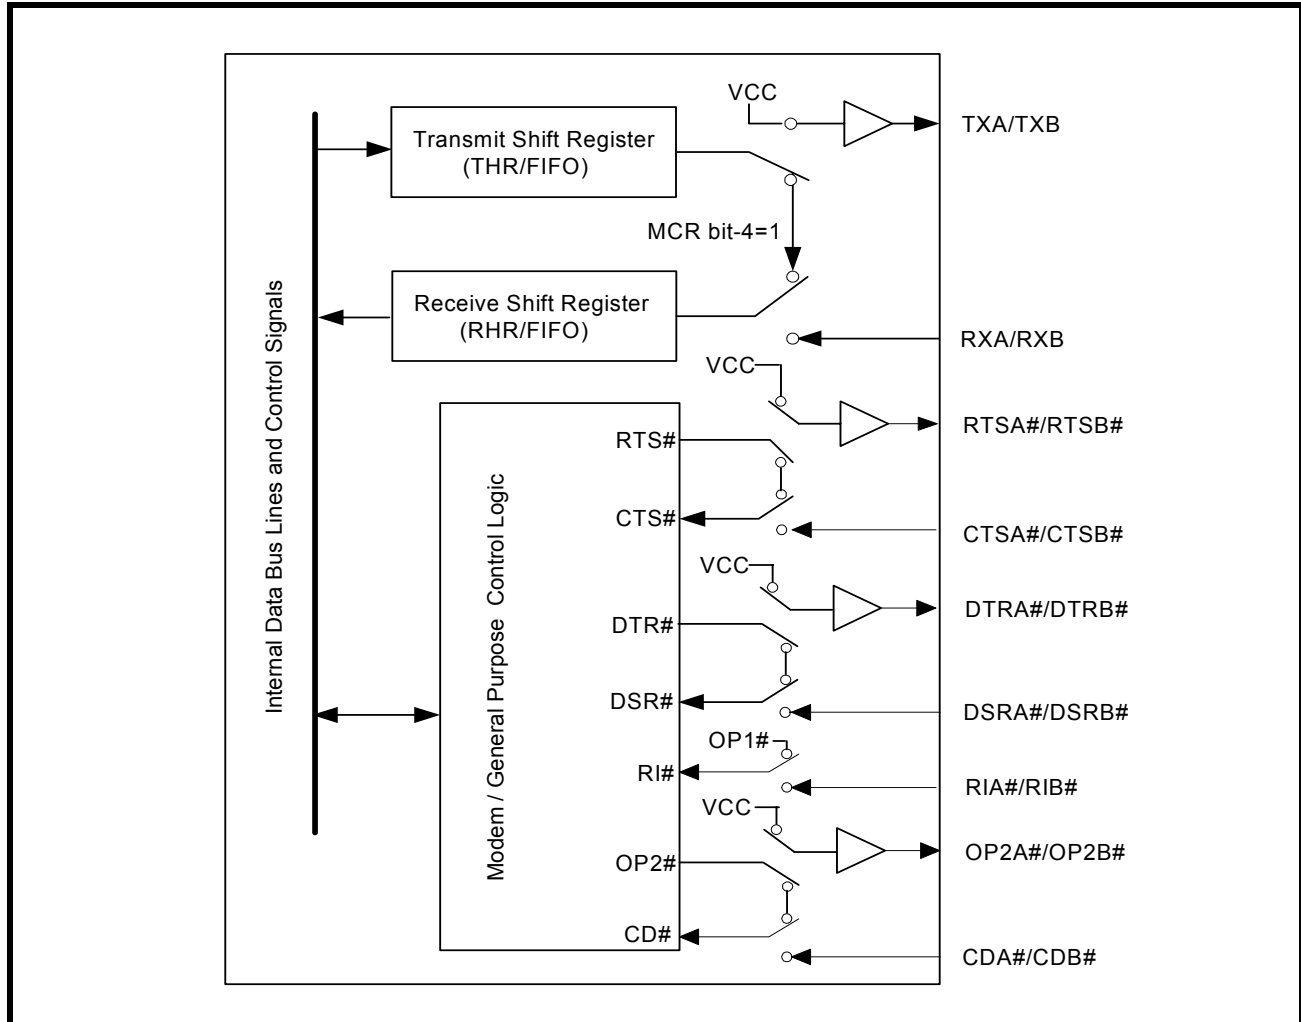 VCC
TXA/TXB
Transmit Shift Register
(THR/FIFO)
MCR bit-4=1
Receive Shift Register
(RHR/FIFO)
RXA/RXB
VCC
RTSA#/RTSB#
RTS#
CTS#
CTSA#/CTSB#
VCC
DTRA#/DTRB#
DTR#
DSR#
DSRA#/DSRB#
OP1#
RI#
RIA#/RIB#
VCC
OP2A#/OP2B#
OP2#
CD#
CDA#/CDB#
Internal Data Bus Lines and Control Signals
Modem / General Purpose Control Logic